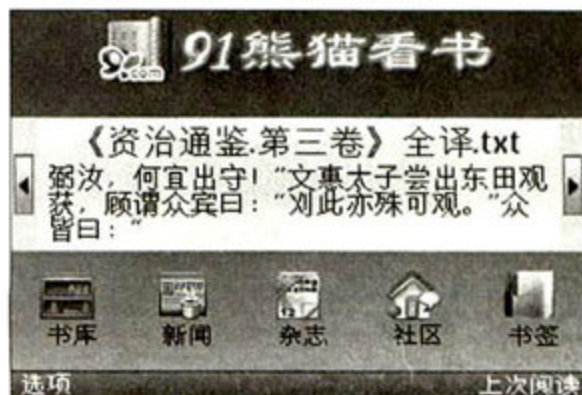 91熊猫看书
.com
《资治通鉴.第三卷》全译.txt
弼汝，何宜出守！“文惠太子尝出东田观
获，顾谓众宾曰：“刈此亦殊可观。”众
皆曰：“
书库 新闻 杂志 社区 书签
选项 上次阅读